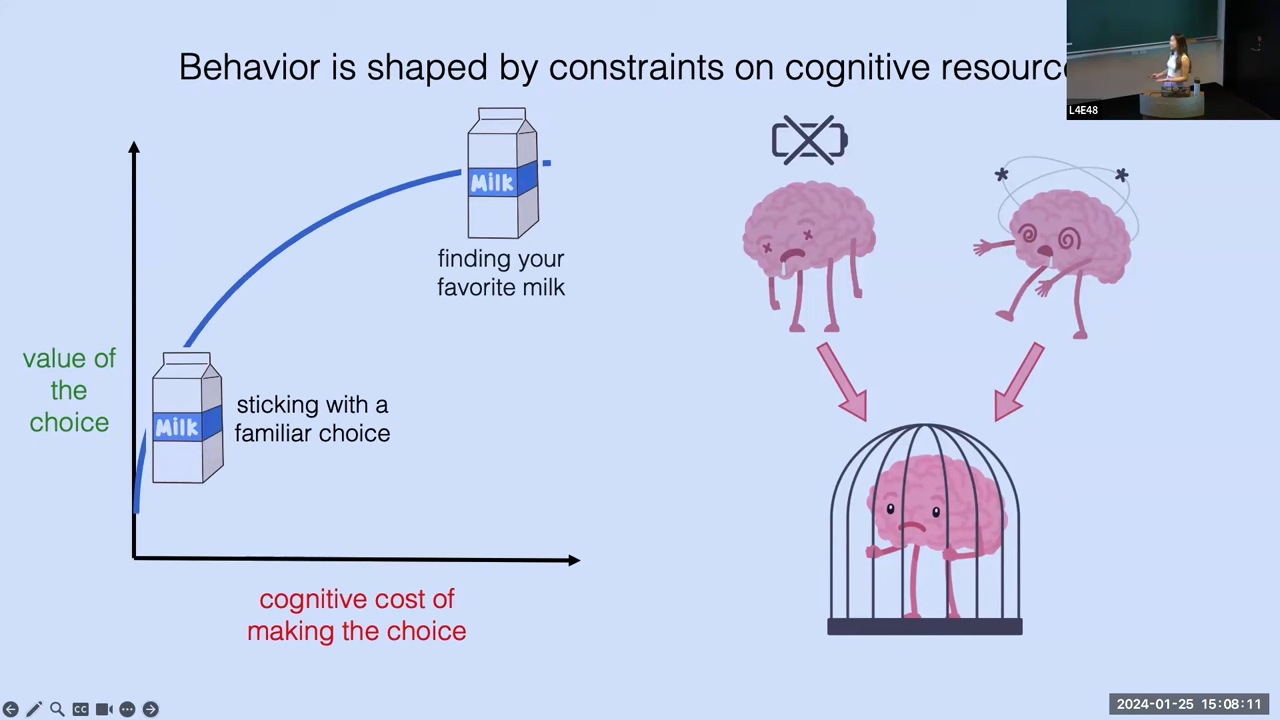 Behavior is shaped by constraints on cognitive resourc
L4E48
Milk
finding your
favorite milk
value of
the
choice
Milk
sticking with a
familiar choice
cognitive cost of
making the choice
CC
2024-01-25 15:08:11